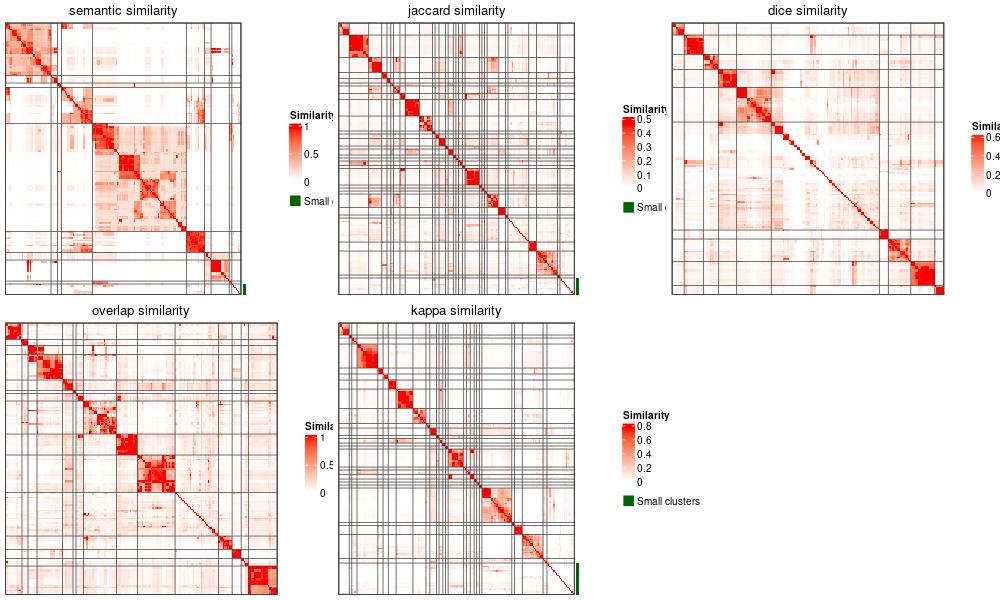 semantic similarity
Similarity
1
0.5
0
Small
jaccard similarity
Similarity
0.5
0.4
0.3
0.2
0.1
0
Small
dice similarity
Simila
0.6
0.4
0.2
0
overlap similarity
Simila
1
0.5
0
kappa similarity
Similarity
0.8
0.6
0.4
0.2
0
Small clusters